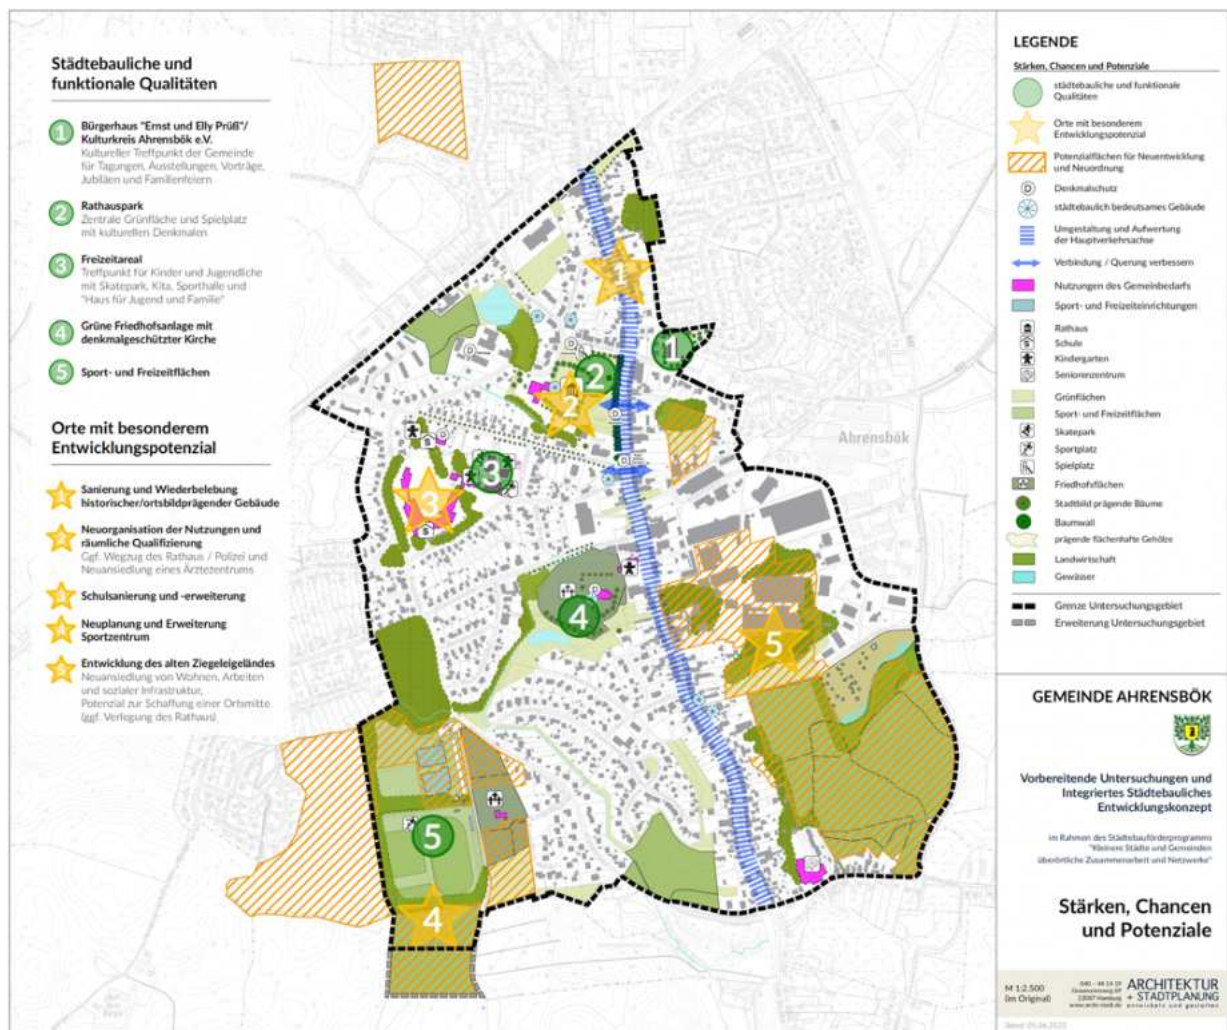 Städtebauliche und
funktionale Qualitäten
1
Bürgerhaus "Ernst und Elly Prüß"/
Kulturkreis Ahrensbök e.V.
Kultureller Treffpunkt der Gemeinde
für Tagungen, Ausstellungen, Vorträge,
Jubiläen und Familienfeiern
2
Rathauspark
Zentrale Grünfläche und Spielplatz
mit kulturellen Denkmalen
3
Freizeitareal
Treffpunkt für Kinder und Jugendliche
mit Skatepark, Kita, Sporthalle und
"Haus für Jugend und Familie"
4
Grüne Friedhofsanlage mit
denkmalgeschützter Kirche
5
Sport- und Freizeitflächen
Orte mit besonderem
Entwicklungspotenzial
Sanierung und Wiederbelebung
historischer/ortsbildprägender Gebäude
Neuorganisation der Nutzungen und
räumliche Qualifizierung
Ggf. Wegzug des Rathaus / Polizei und
Neuansiedlung eines Ärztezentrums
Schulsanierung und -erweiterung
Neuplanung und Erweiterung
Sportzentrum
Entwicklung des alten Ziegeleigeländes
Neuansiedlung von Wohnen, Arbeiten
und sozialer Infrastruktur,
Potenzial zur Schaffung einer Ortsmitte
(ggf. Verlegung des Rathaus)
1
1
2
2
3
3
4
5
5
4
Ahrensbök
LEGENDE
Stärken, Chancen und Potenziale
städtebauliche und funktionale
Qualitäten
Orte mit besonderem
Entwicklungspotenzial
Potenzialflächen für Neuentwicklung
und Neuordnung
D
Denkmalschutz
städtebaulich bedeutsames Gebäude
Umgestaltung und Aufwertung
der Hauptverkehrsachse
Verbindung / Querung verbessern
Nutzungen des Gemeinbedarfs
Sport- und Freizeiteinrichtungen
Rathaus
Schule
Kindergarten
Seniorenzentrum
Grünflächen
Sport- und Freizeitflächen
Skatepark
Sportplatz
Spielplatz
Friedhofsflächen
Stadtbild prägende Bäume
Baumwall
prägende flächenhafte Gehölze
Landwirtschaft
Gewässer
Grenze Untersuchungsgebiet
Erweiterung Untersuchungsgebiet
GEMEINDE AHRENSBÖK
Vorbereitende Untersuchungen und
Integriertes Städtebauliches
Entwicklungskonzept
im Rahmen des Städtebauförderprogramms
"Kleinere Städte und Gemeinden
überörtliche Zusammenarbeit und Netzwerke"
Stärken, Chancen
und Potenziale
M 1:2.500
(im Original)
ARCHITEKTUR
+ STADTPLANUNG
entwickeln und gestalten